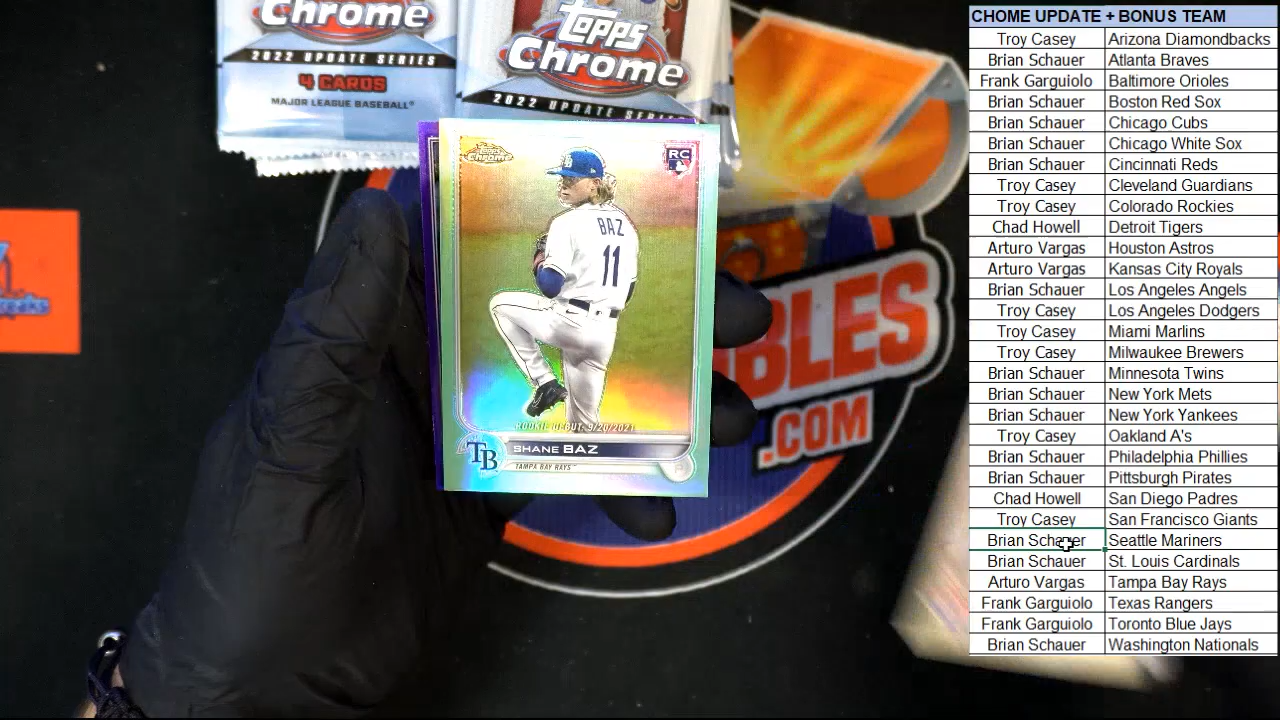 Chrome
2022 UPDATE SERIES
4 CARDS
MAJOR LEAGUE BASEBALL®
Topps
Chrome
2022 UPDATE SERIES
Topps
Chrome
RC
BAZ
11
ROOKIE DEBUT: 9/20/2021
TB
SHANE BAZ
TAMPA BAY RAYS™
P
BLES
.COM
CHOME UPDATE + BONUS TEAM
Troy Casey Arizona Diamondbacks
Brian Schauer Atlanta Braves
Frank Garguiolo Baltimore Orioles
Brian Schauer Boston Red Sox
Brian Schauer Chicago Cubs
Brian Schauer Chicago White Sox
Brian Schauer Cincinnati Reds
Troy Casey Cleveland Guardians
Troy Casey Colorado Rockies
Chad Howell Detroit Tigers
Arturo Vargas Houston Astros
Arturo Vargas Kansas City Royals
Brian Schauer Los Angeles Angels
Troy Casey Los Angeles Dodgers
Troy Casey Miami Marlins
Troy Casey Milwaukee Brewers
Brian Schauer Minnesota Twins
Brian Schauer New York Mets
Brian Schauer New York Yankees
Troy Casey Oakland A's
Brian Schauer Philadelphia Phillies
Brian Schauer Pittsburgh Pirates
Chad Howell San Diego Padres
Troy Casey San Francisco Giants
Brian Schauer Seattle Mariners
Brian Schauer St. Louis Cardinals
Arturo Vargas Tampa Bay Rays
Frank Garguiolo Texas Rangers
Frank Garguiolo Toronto Blue Jays
Brian Schauer Washington Nationals